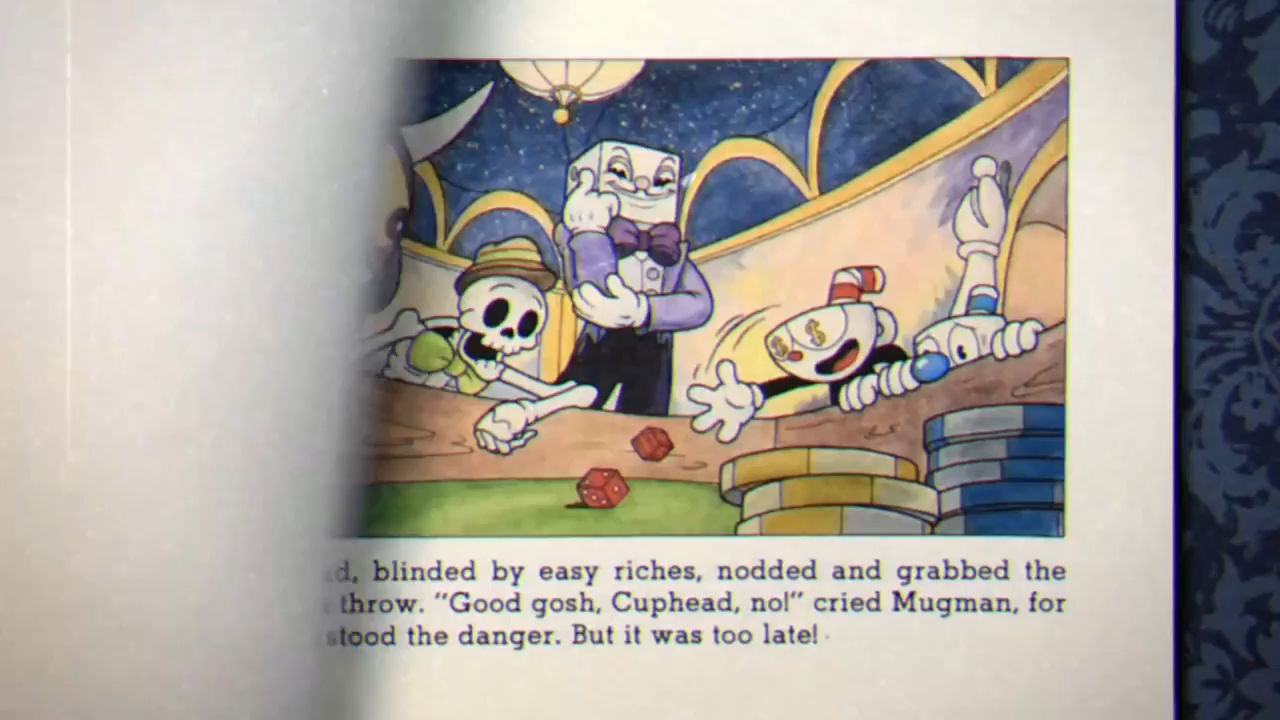 d, blinded by easy riches, nodded and grabbed the
throw. "Good gosh, Cuphead, no!" cried Mugman, for
stood the danger. But it was too late!